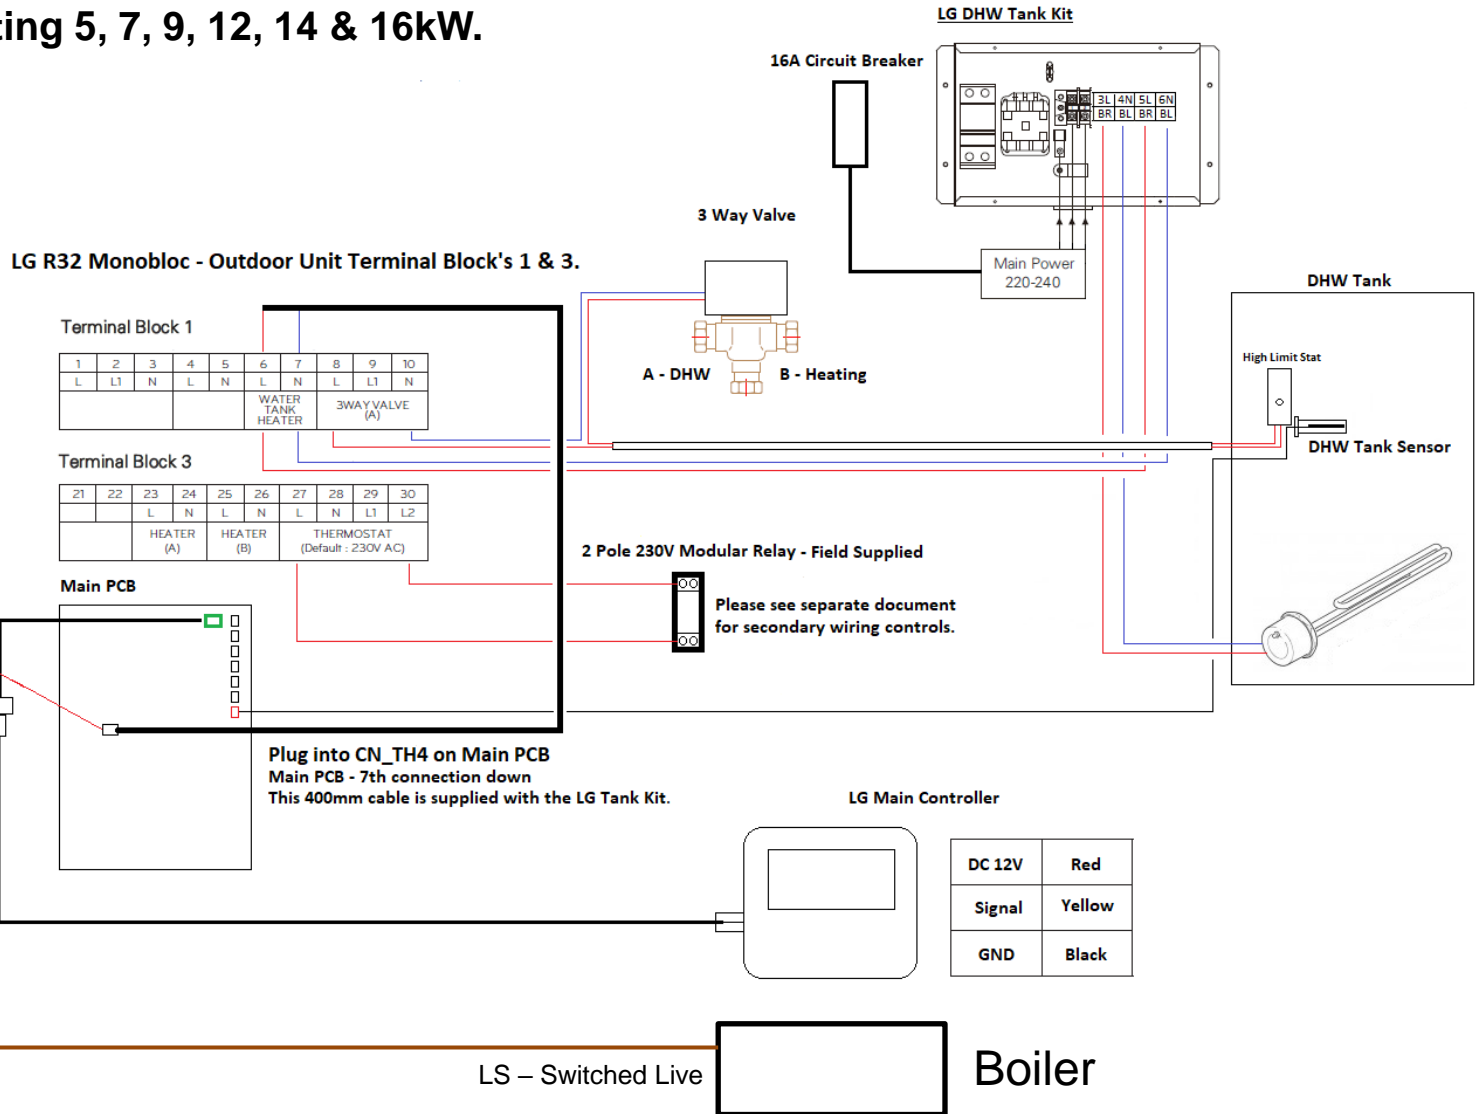 ting 5, 7, 9, 12, 14 & 16kW.
LG DHW Tank Kit
16A Circuit Breaker
3L 4N 5L 6N
BR BL BR BL
3 Way Valve
Main Power
220-240
LG R32 Monobloc - Outdoor Unit Terminal Block's 1 & 3.
DHW Tank
Terminal Block 1
1 2 3 4 5 6 7 8 9 10
L L1 N L N L N L L1 N
WATER
TANK
HEATER
3WAY VALVE
(A)
A - DHW
B - Heating
High Limit Stat
DHW Tank Sensor
Terminal Block 3
21 22 23 24 25 26 27 28 29 30
L N L N L N L1 L2
HEATER
(A)
HEATER
(B)
THERMOSTAT
(Default : 230V AC)
2 Pole 230V Modular Relay - Field Supplied
Please see separate document
for secondary wiring controls.
Main PCB
Plug into CN_TH4 on Main PCB
Main PCB - 7th connection down
This 400mm cable is supplied with the LG Tank Kit.
LG Main Controller
DC 12V Red
Signal Yellow
GND Black
LS – Switched Live
Boiler